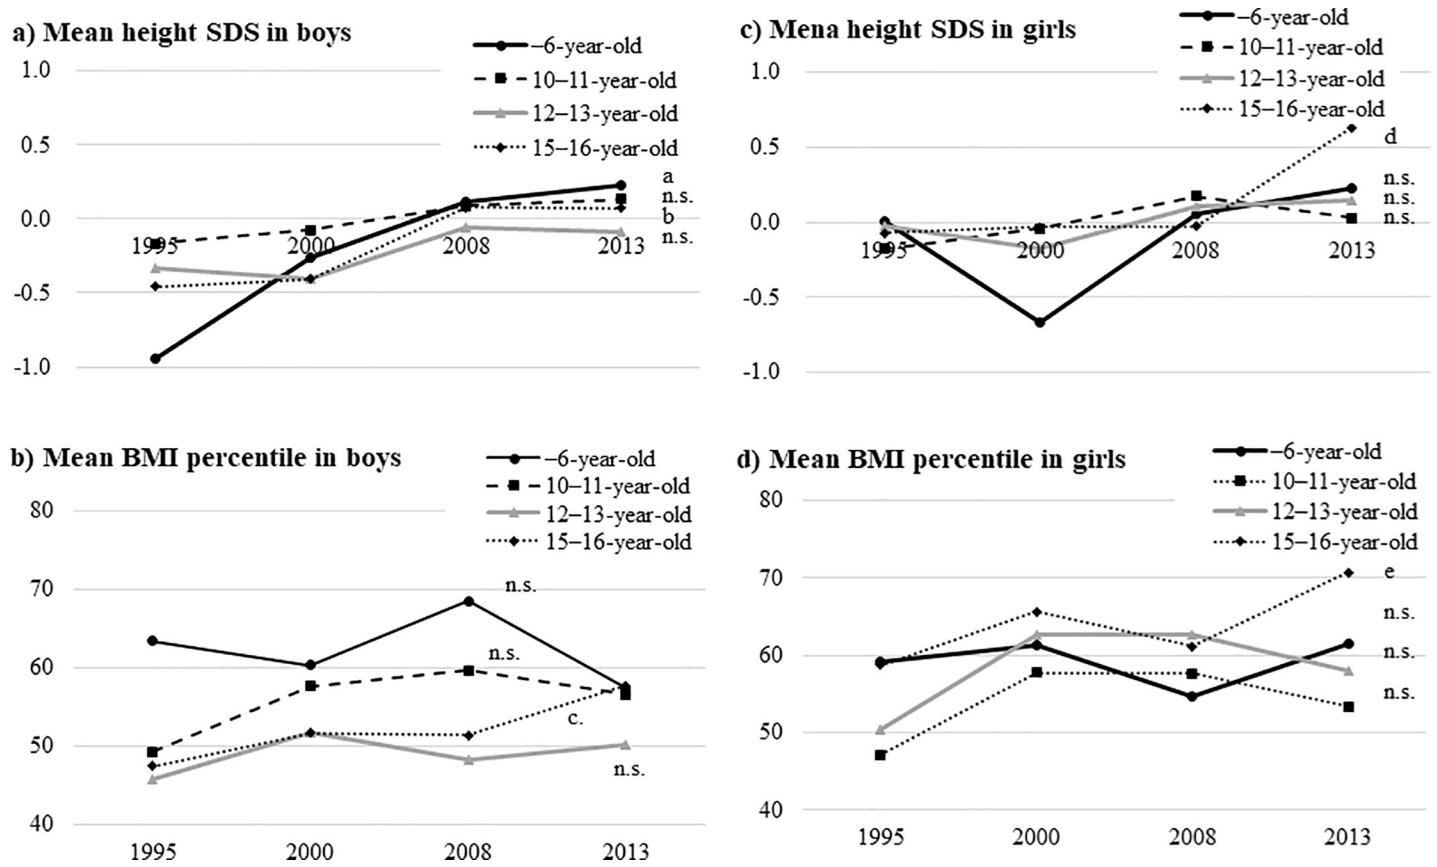 a) Mean height SDS in boys
–6-year-old
10–11-year-old
12–13-year-old
15–16-year-old
1.0
0.5
0.0
-0.5
-1.0
1995
2000
2008
2013
a
n.s.
b
n.s.
c) Mena height SDS in girls
–6-year-old
10–11-year-old
12–13-year-old
15–16-year-old
1.0
0.5
0.0
-0.5
-1.0
1995
2000
2008
2013
d
n.s.
n.s.
n.s.
b) Mean BMI percentile in boys
–6-year-old
10–11-year-old
12–13-year-old
15–16-year-old
80
70
60
50
40
n.s.
n.s.
c.
n.s.
1995
2000
2008
2013
d) Mean BMI percentile in girls
–6-year-old
10–11-year-old
12–13-year-old
15–16-year-old
80
70
60
50
40
e
n.s.
n.s.
n.s.
1995
2000
2008
2013